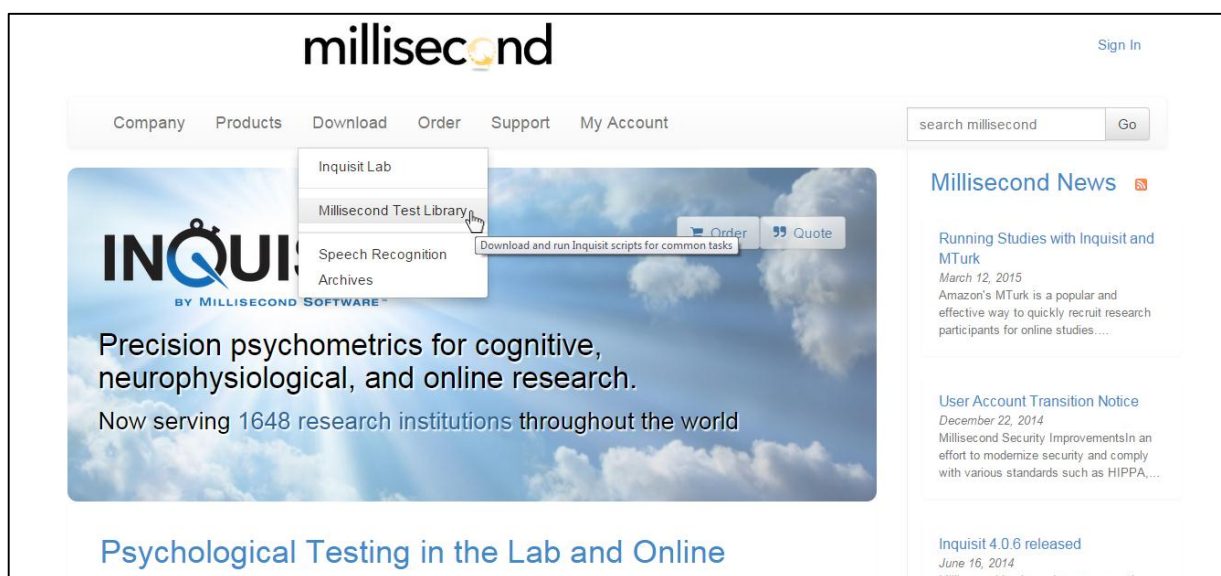 millisecond
Sign In
Company Products Download Order Support My Account
search millisecond Go
Inquisit Lab
Millisecond Test Library
Speech Recognition
Archives
Download and run Inquisit scripts for common tasks
Order Quote
INQUIS
BY MILLISECOND SOFTWARE
Precision psychometrics for cognitive,
neurophysiological, and online research.
Now serving 1648 research institutions throughout the world
Psychological Testing in the Lab and Online
Millisecond News
Running Studies with Inquisit and
MTurk
March 12, 2015
Amazon's MTurk is a popular and
effective way to quickly recruit research
participants for online studies....
User Account Transition Notice
December 22, 2014
Millisecond Security ImprovementsIn an
effort to modernize security and comply
with various standards such as HIPPA,...
Inquisit 4.0.6 released
June 16, 2014